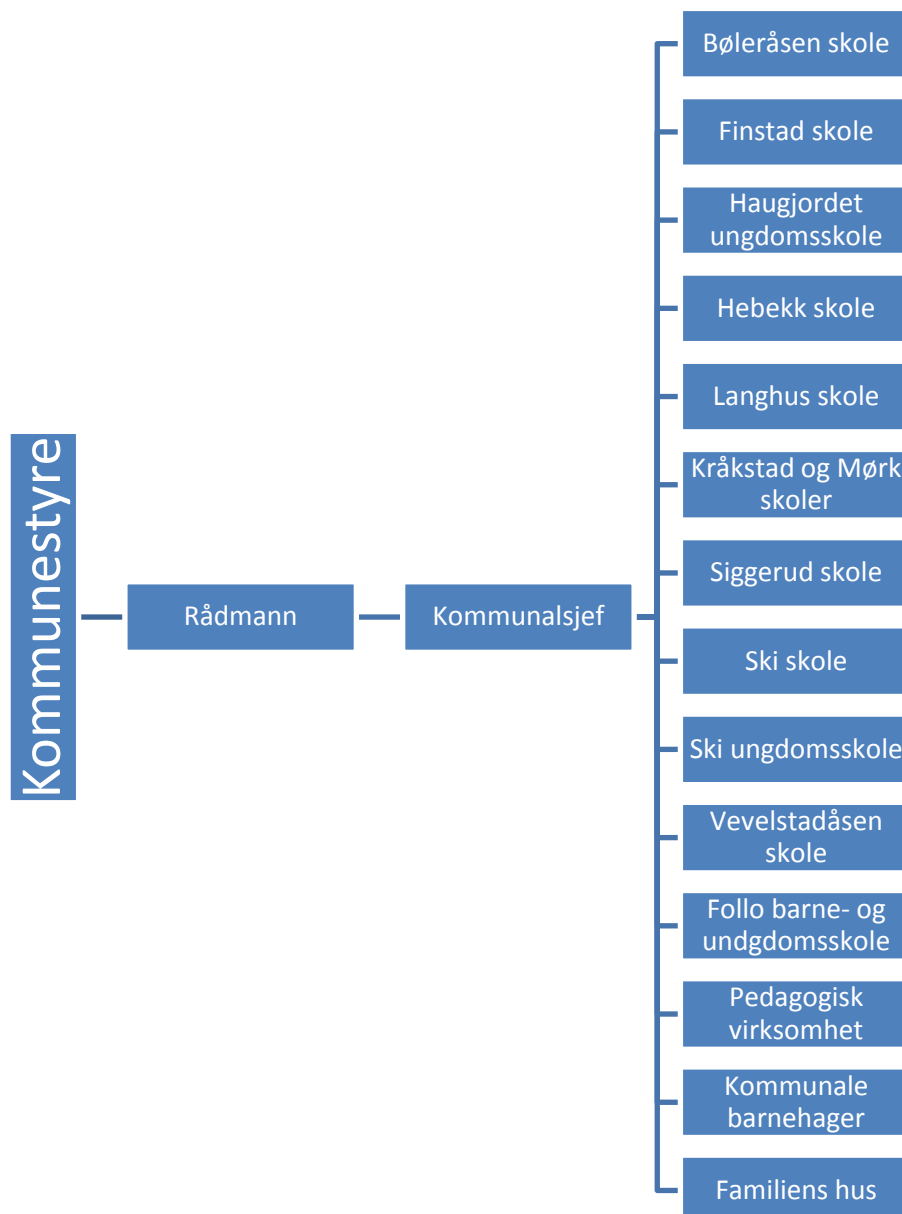 Kommunestyre
Rådmann
Kommunalsjef
Bøleråsen skole
Finstad skole
Haugjordet
ungdomsskole
Hebekk skole
Langhus skole
Kråkstad og Mørk
skoler
Siggerud skole
Ski skole
Ski ungdomsskole
Vevelstadåsen
skole
Follo barne- og
undgdomsskole
Pedagogisk
virksomhet
Kommunale
barnehager
Familiens hus